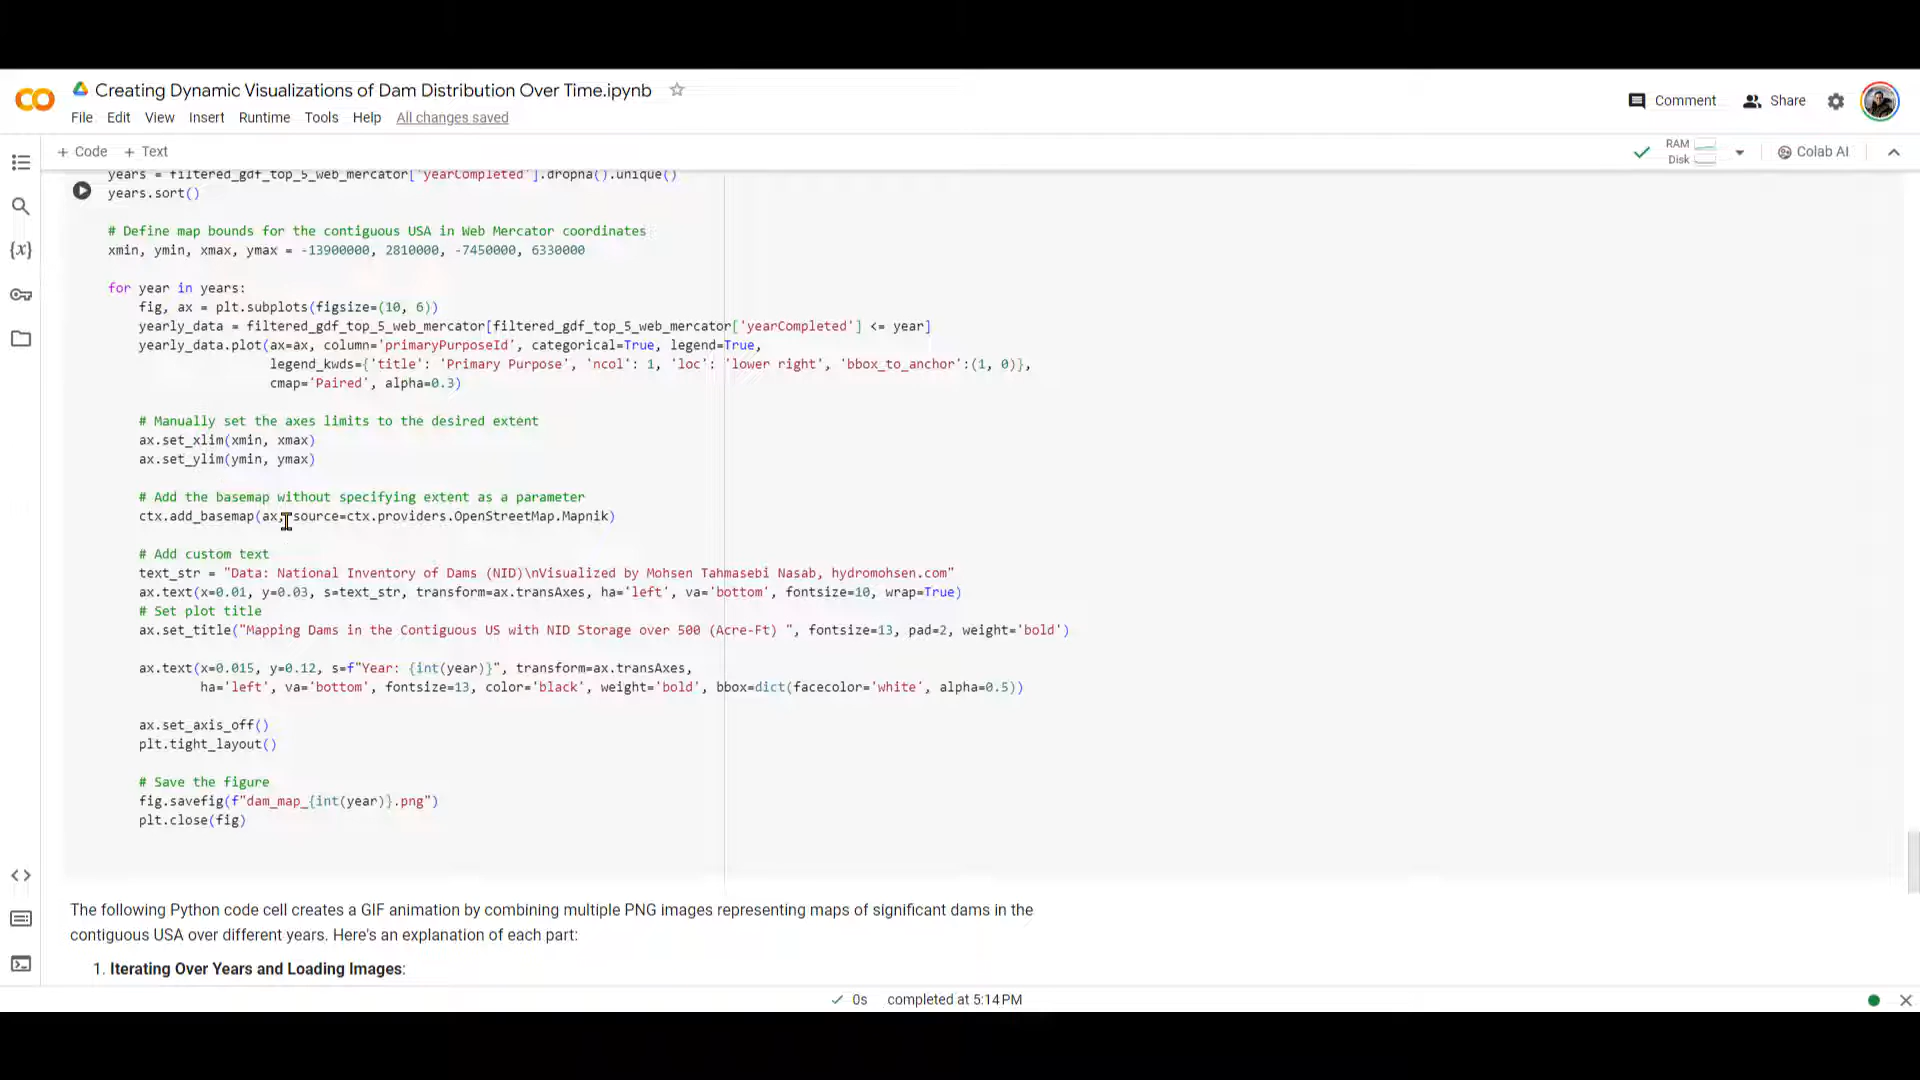 Creating Dynamic Visualizations of Dam Distribution Over Time.ipynb
File Edit View Insert Runtime Tools Help All changes saved
Comment Share
+ Code + Text
RAM
Disk
Colab AI
years = filtered_gdf_top_5_web_mercator['yearCompleted'].dropna().unique()
years.sort()
# Define map bounds for the contiguous USA in Web Mercator coordinates
xmin, ymin, xmax, ymax = -13900000, 2810000, -7450000, 6330000
for year in years:
fig, ax = plt.subplots(figsize=(10, 6))
yearly_data = filtered_gdf_top_5_web_mercator[filtered_gdf_top_5_web_mercator['yearCompleted'] <= year]
yearly_data.plot(ax=ax, column='primaryPurposeId', categorical=True, legend=True,
legend_kwds={'title': 'Primary Purpose', 'ncol': 1, 'loc': 'lower right', 'bbox_to_anchor':(1, 0)},
cmap='Paired', alpha=0.3)
# Manually set the axes limits to the desired extent
ax.set_xlim(xmin, xmax)
ax.set_ylim(ymin, ymax)
# Add the basemap without specifying extent as a parameter
ctx.add_basemap(ax, source=ctx.providers.OpenStreetMap.Mapnik)
# Add custom text
text_str = "Data: National Inventory of Dams (NID)\nVisualized by Mohsen Tahmasebi Nasab, hydromohsen.com"
ax.text(x=0.01, y=0.03, s=text_str, transform=ax.transAxes, ha='left', va='bottom', fontsize=10, wrap=True)
# Set plot title
ax.set_title("Mapping Dams in the Contiguous US with NID Storage over 500 (Acre-Ft) ", fontsize=13, pad=2, weight='bold')
ax.text(x=0.015, y=0.12, s=f"Year: {int(year)}", transform=ax.transAxes,
ha='left', va='bottom', fontsize=13, color='black', weight='bold', bbox=dict(facecolor='white', alpha=0.5))
ax.set_axis_off()
plt.tight_layout()
# Save the figure
fig.savefig(f"dam_map_{int(year)}.png")
plt.close(fig)
The following Python code cell creates a GIF animation by combining multiple PNG images representing maps of significant dams in the
contiguous USA over different years. Here's an explanation of each part:
1. Iterating Over Years and Loading Images:
0s completed at 5:14 PM